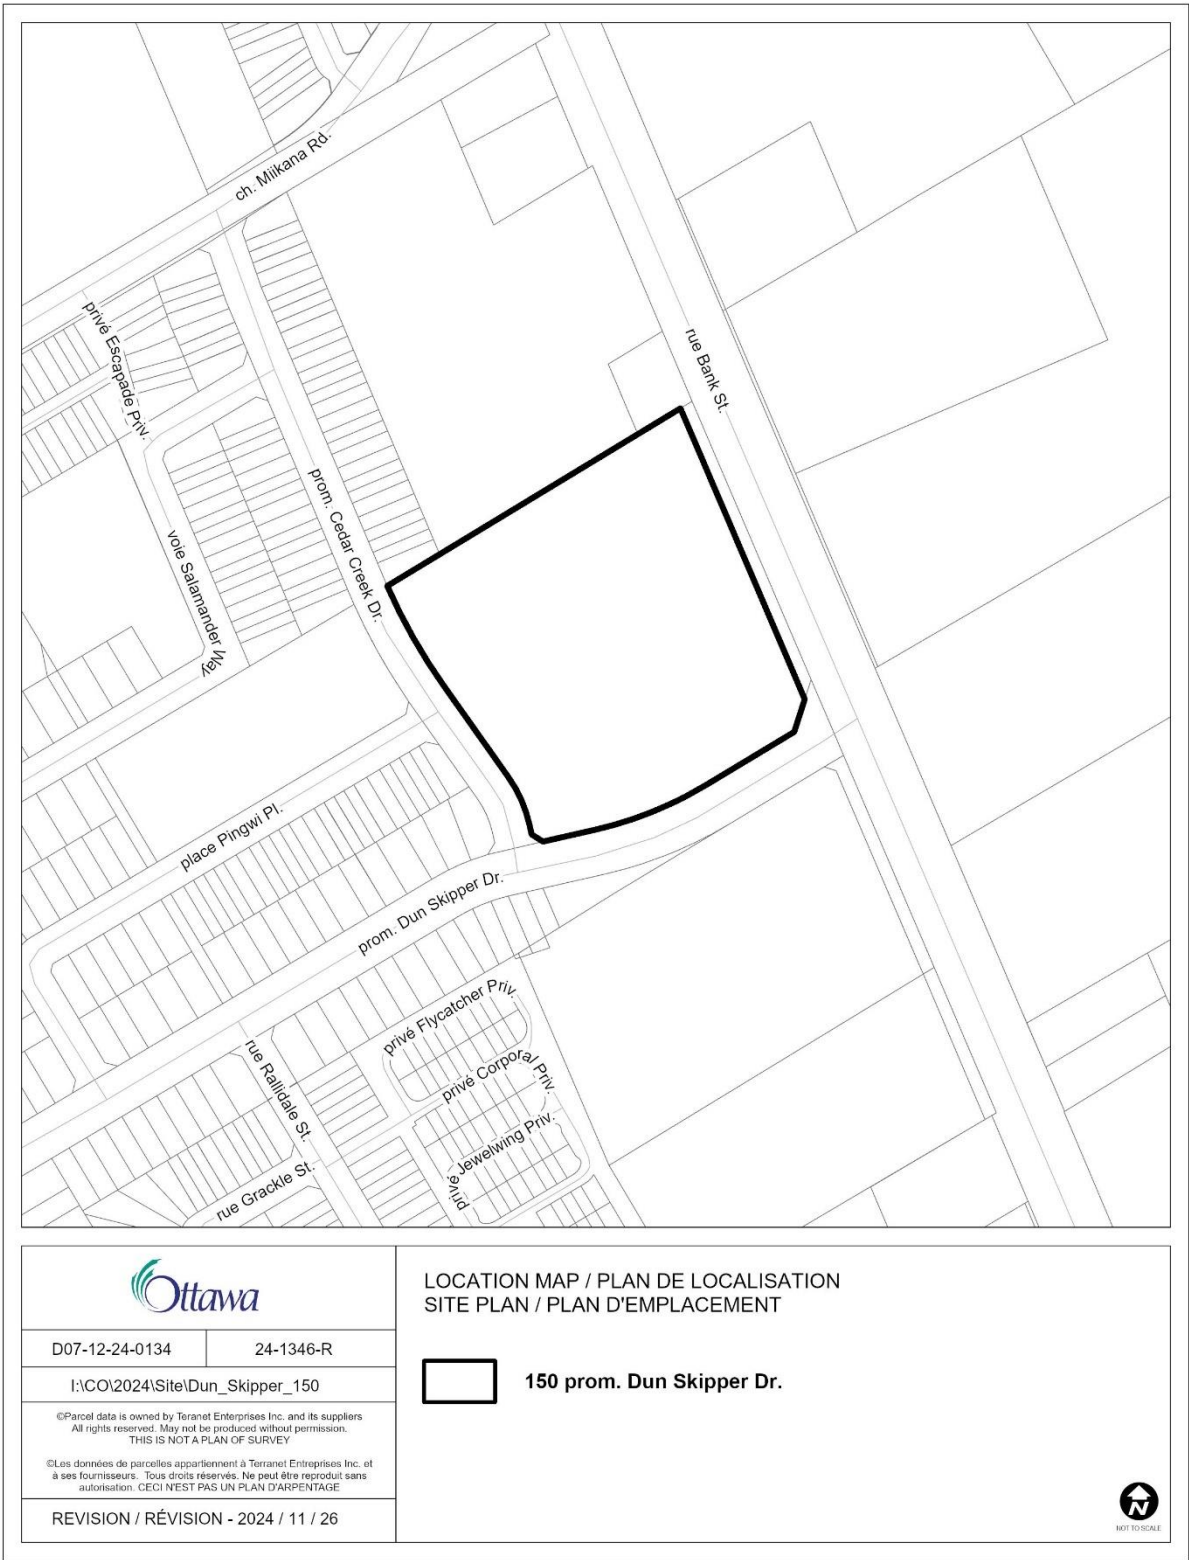 ch. Miikana Rd.
privé Escapade Priv.
rue Bank St.
prom. Cedar Creek Dr.
voie Salamander Way
place Pingwi Pl.
prom. Dun Skipper Dr.
privé Flycatcher Priv.
privé Corporal Priv.
rue Rallidale St.
privé Jewelwing Priv.
rue Grackle St.
Ottawa
D07-12-24-0134
24-1346-R
I:\CO\2024\Site\Dun_Skipper_150
©Parcel data is owned by Teranet Enterprises Inc. and its suppliers
All rights reserved. May not be produced without permission.
THIS IS NOT A PLAN OF SURVEY
©Les données de parcelles appartiennent à Terranet Entreprises Inc. et
à ses fournisseurs. Tous droits réservés. Ne peut être reproduit sans
autorisation. CECI N'EST PAS UN PLAN D'ARPENTAGE
REVISION / RÉVISION - 2024 / 11 / 26
LOCATION MAP / PLAN DE LOCALISATION
SITE PLAN / PLAN D'EMPLACEMENT
150 prom. Dun Skipper Dr.
N
NOT TO SCALE